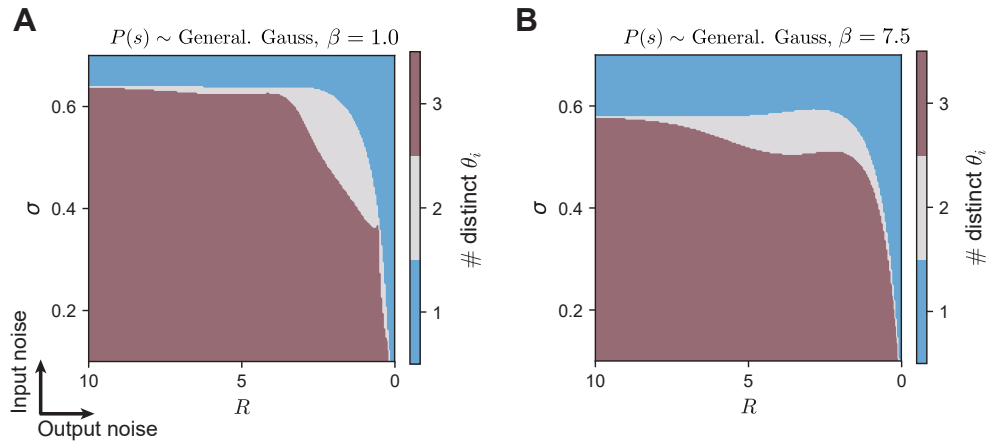 A
P(s) ∼ General. Gauss, β = 1.0
0.6
0.4
0.2
σ
10
5
0
R
3
2
1
# distinct θ_i
Input noise
Output noise
B
P(s) ∼ General. Gauss, β = 7.5
0.6
0.4
0.2
σ
10
5
0
R
3
2
1
# distinct θ_i